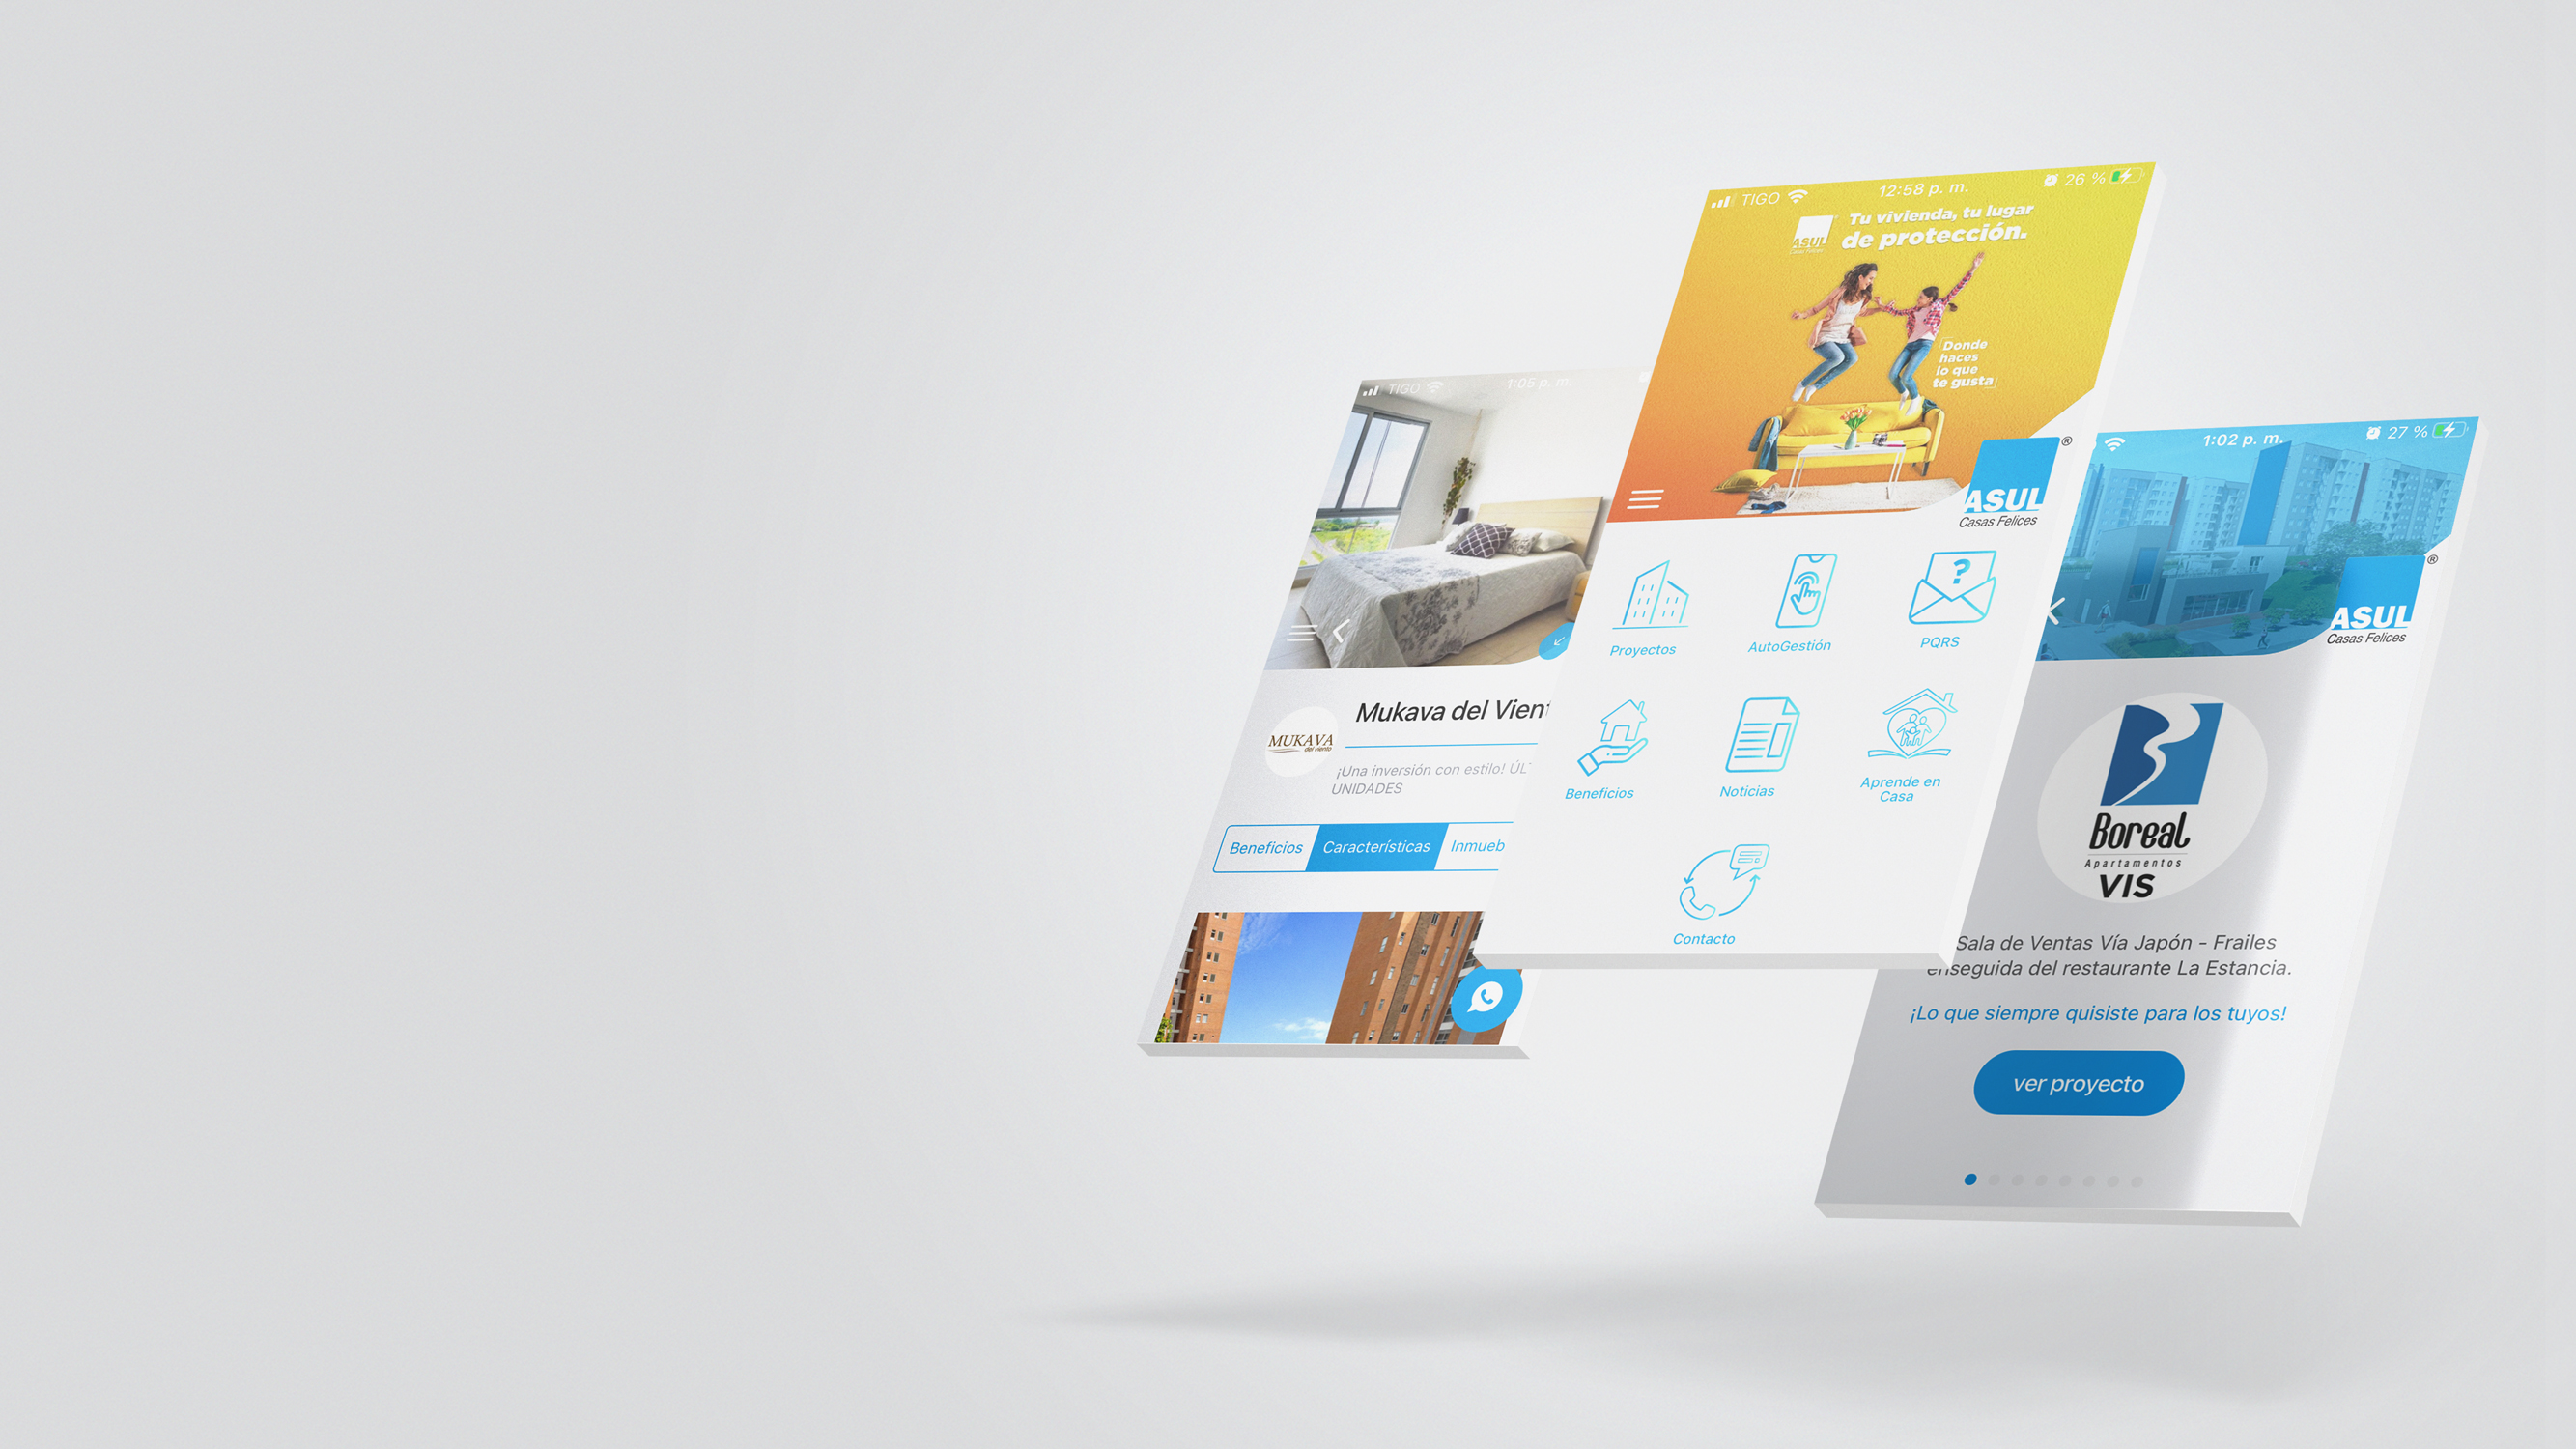 TIGO
1:05 p. m.
Mukava del Vient
MUKAVA
del viento
¡Una inversión con estilo! ÚL
UNIDADES
Beneficios
Características
Inmueb
TIGO
12:58 p. m.
26 %
ASUL
Tu vivienda, tu lugar
de protección.
Donde
haces
lo que
te gusta
ASUL ®
Casas Felices
Proyectos
AutoGestión
PQRS
Beneficios
Noticias
Aprende en
Casa
Contacto
1:02 p. m.
27 %
ASUL ®
Casas Felices
Boreal
Apartamentos
VIS
Sala de Ventas Vía Japón - Frailes
enseguida del restaurante La Estancia.
¡Lo que siempre quisiste para los tuyos!
ver proyecto